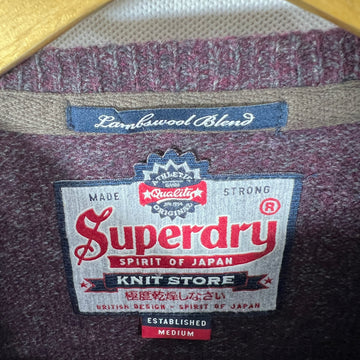 Lambswool Blend
ATHLETIC
Quality
ORIGINAL
MADE STRONG
Superdry®
SPIRIT OF JAPAN
KNIT STORE
極度乾燥しなさい
BRITISH DESIGN - SPIRIT OF JAPAN
ESTABLISHED
MEDIUM